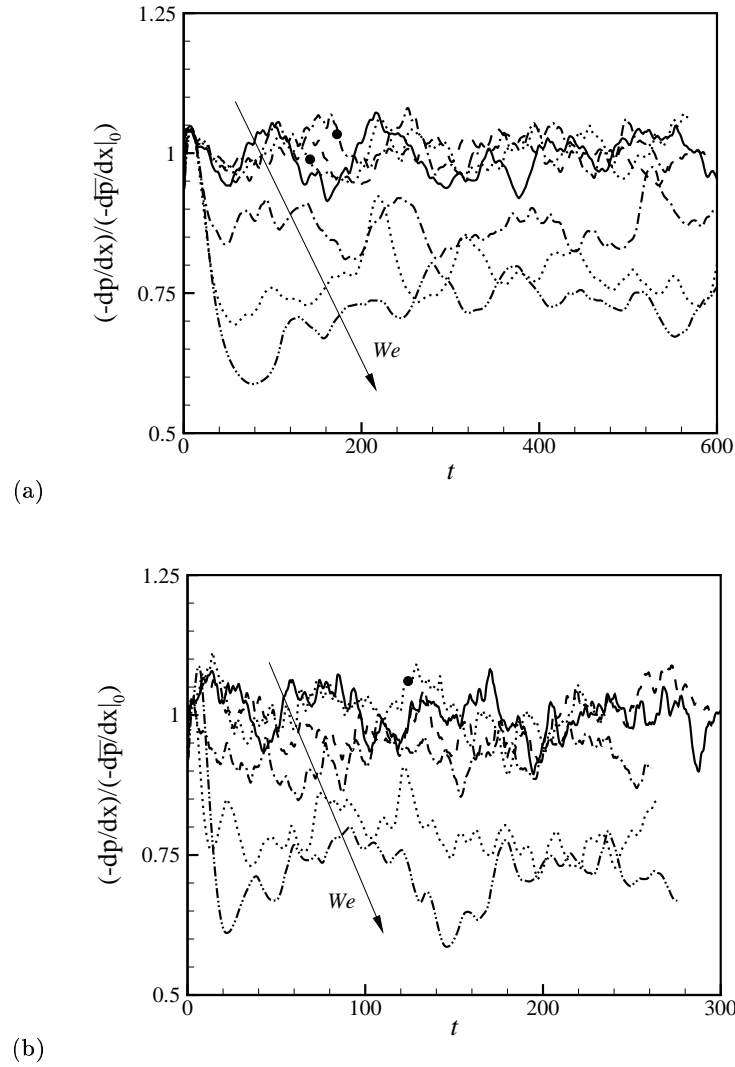 1.25
1
0.75
0.5
(-dp/dx)/(-dp̅/dx|₀)
We
0
200
400
600
t
(a)
1.25
1
0.75
0.5
(-dp/dx)/(-dp̅/dx|₀)
We
0
100
200
300
t
(b)